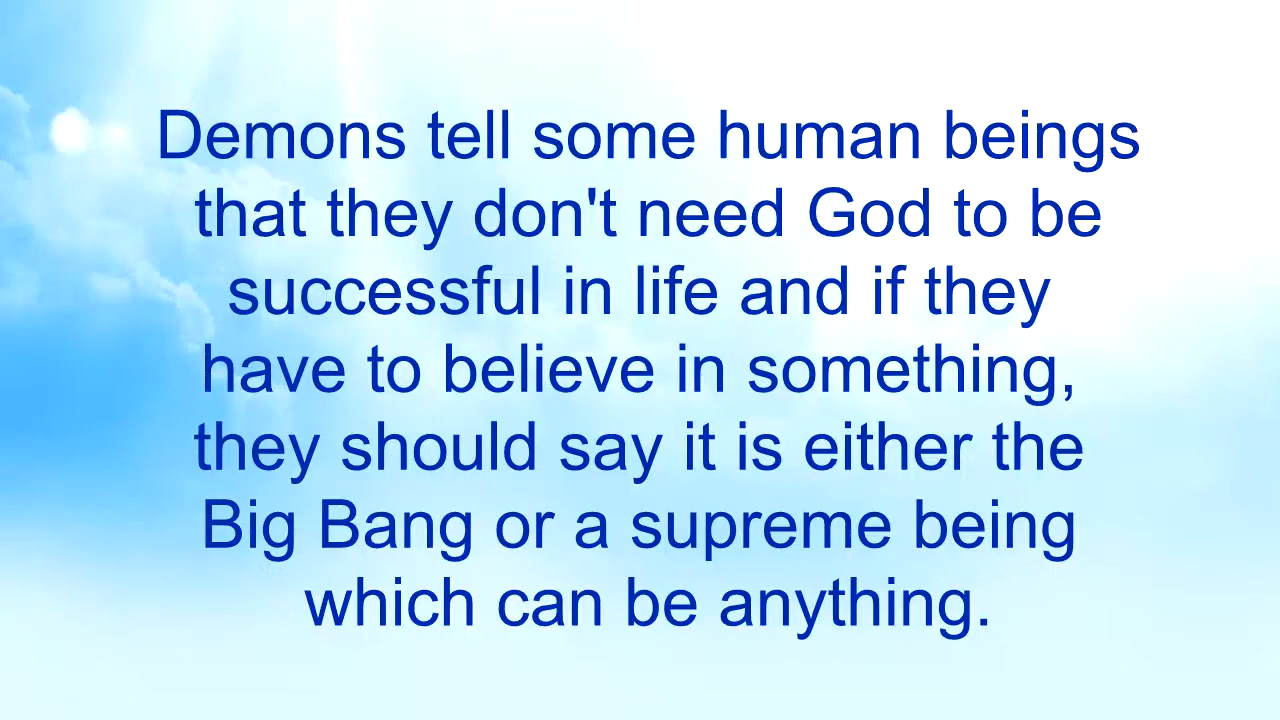 Demons tell some human beings
that they don't need God to be
successful in life and if they
have to believe in something,
they should say it is either the
Big Bang or a supreme being
which can be anything.